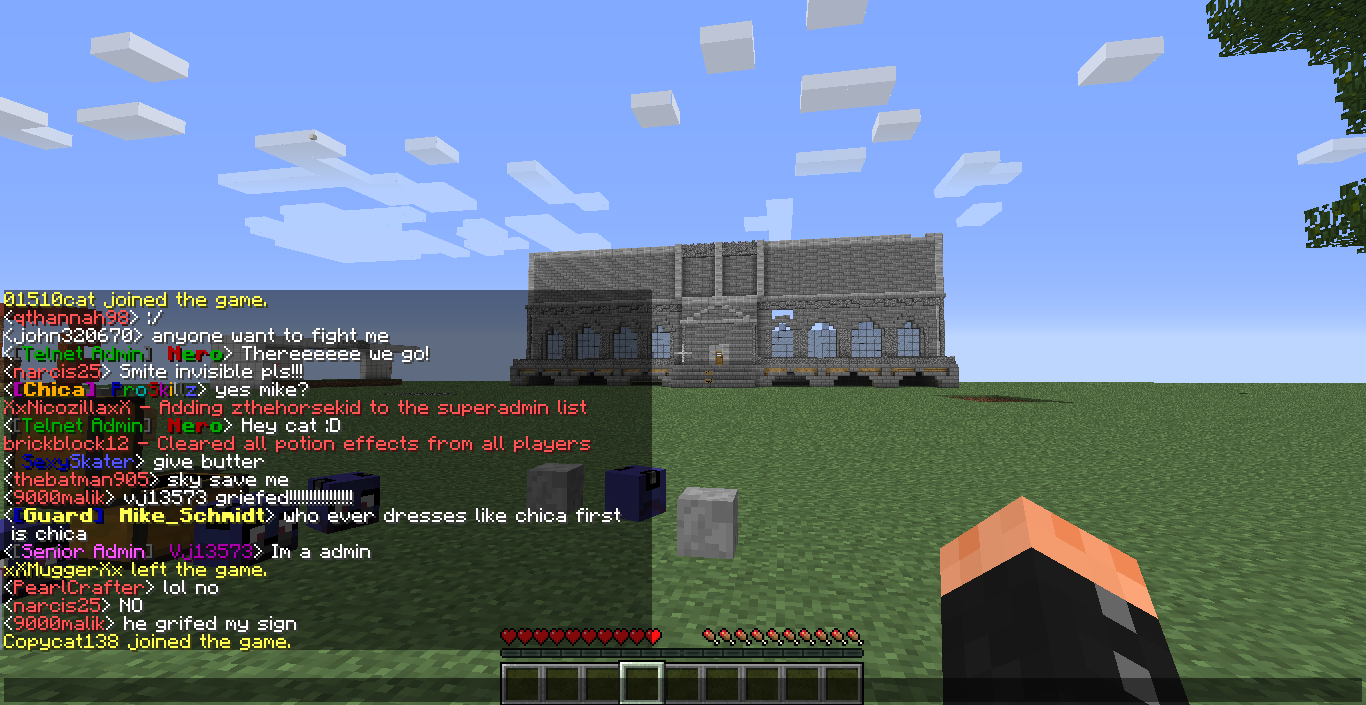 01510cat joined the game.
<qthannah98> :/
<.john320670> anyone want to fight me
<[Telnet Admin] Nero> Thereeeeee we go!
<narcis25> Smite invisible pls!!!
<[Chica] FroSkillz> yes mike?
XxNicozillaxX - Adding zthehorsekid to the superadmin list
<[Telnet Admin] Nero> Hey cat :D
brickblock12 - Cleared all potion effects from all players
< SexySkater> give butter
<thebatman905> sky save me
<9000malik> vj13573 griefed!!!!!!!!!!!!!!!
<[Guard] Mike_Schmidt> who ever dresses like chica first
is chica
<[Senior Admin] Vj13573> Im a admin
xXMuggerXx left the game.
<PearlCrafter> lol no
<narcis25> NO
<9000malik> he grifed my sign
Copycat138 joined the game.